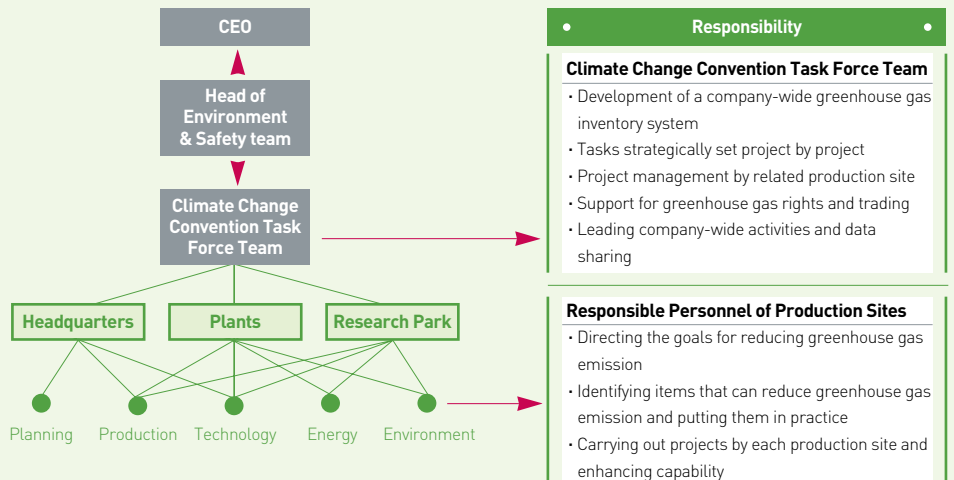 CEO
Head of
Environment
& Safety team
Climate Change
Convention Task
Force Team
Headquarters
Plants
Research Park
Planning
Production
Technology
Energy
Environment
Responsibility
Climate Change Convention Task Force Team
· Development of a company-wide greenhouse gas
inventory system
· Tasks strategically set project by project
· Project management by related production site
· Support for greenhouse gas rights and trading
· Leading company-wide activities and data
sharing
Responsible Personnel of Production Sites
· Directing the goals for reducing greenhouse gas
emission
· Identifying items that can reduce greenhouse gas
emission and putting them in practice
· Carrying out projects by each production site and
enhancing capability